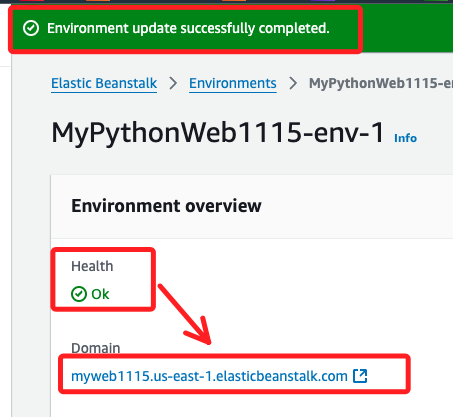 Environment update successfully completed.
Elastic Beanstalk > Environments > MyPythonWeb1115-en
MyPythonWeb1115-env-1 Info
Environment overview
Health
Ok
Domain
myweb1115.us-east-1.elasticbeanstalk.com